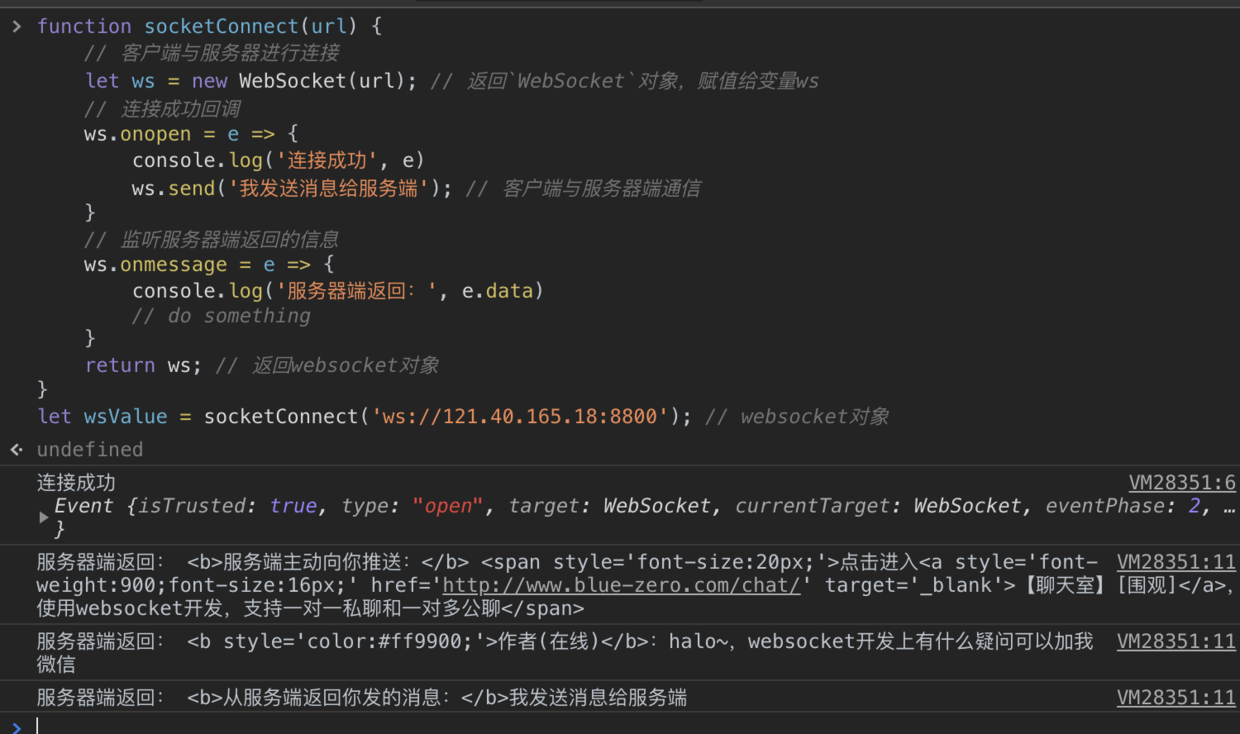 function socketConnect(url) {
// 客户端与服务器进行连接
let ws = new WebSocket(url); // 返回`WebSocket`对象，赋值给变量ws
// 连接成功回调
ws.onopen = e => {
console.log('连接成功', e)
ws.send('我发送消息给服务端'); // 客户端与服务器端通信
}
// 监听服务器端返回的信息
ws.onmessage = e => {
console.log('服务器端返回：', e.data)
// do something
}
return ws; // 返回websocket对象
}
let wsValue = socketConnect('ws://121.40.165.18:8800'); // websocket对象
undefined
连接成功 VM28351:6
Event {isTrusted: true, type: "open", target: WebSocket, currentTarget: WebSocket, eventPhase: 2, …
}
服务器端返回： <b>服务端主动向你推送：</b> <span style='font-size:20px;'>点击进入<a style='font- VM28351:11
weight:900;font-size:16px;' href='http://www.blue-zero.com/chat/' target='_blank'>【聊天室】[围观]</a>,
使用websocket开发，支持一对一私聊和一对多公聊</span>
服务器端返回： <b style='color:#ff9900;'>作者(在线)</b>：halo~，websocket开发上有什么疑问可以加我 VM28351:11
微信
服务器端返回： <b>从服务端返回你发的消息：</b>我发送消息给服务端 VM28351:11